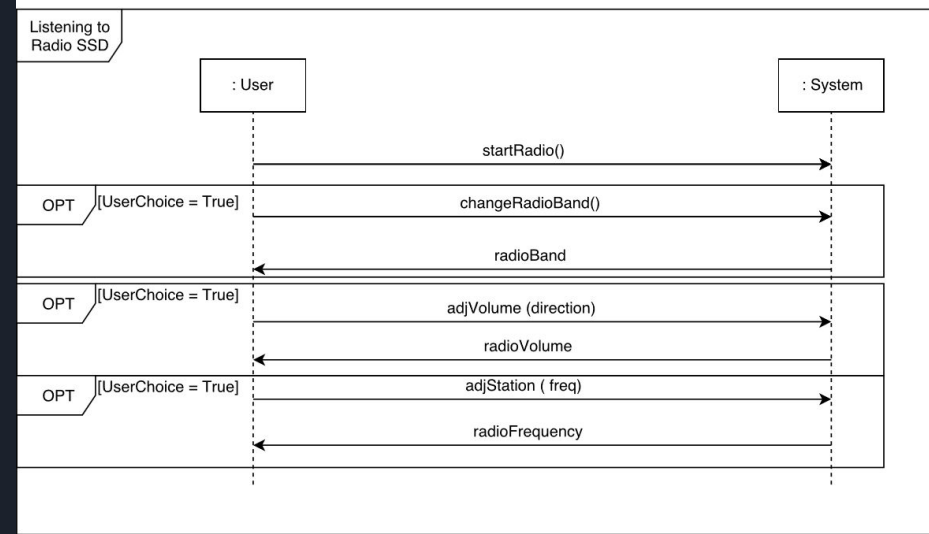 Listening to
Radio SSD
: User
: System
startRadio()
OPT
[UserChoice = True]
changeRadioBand()
radioBand
OPT
[UserChoice = True]
adjVolume (direction)
radioVolume
OPT
[UserChoice = True]
adjStation ( freq)
radioFrequency